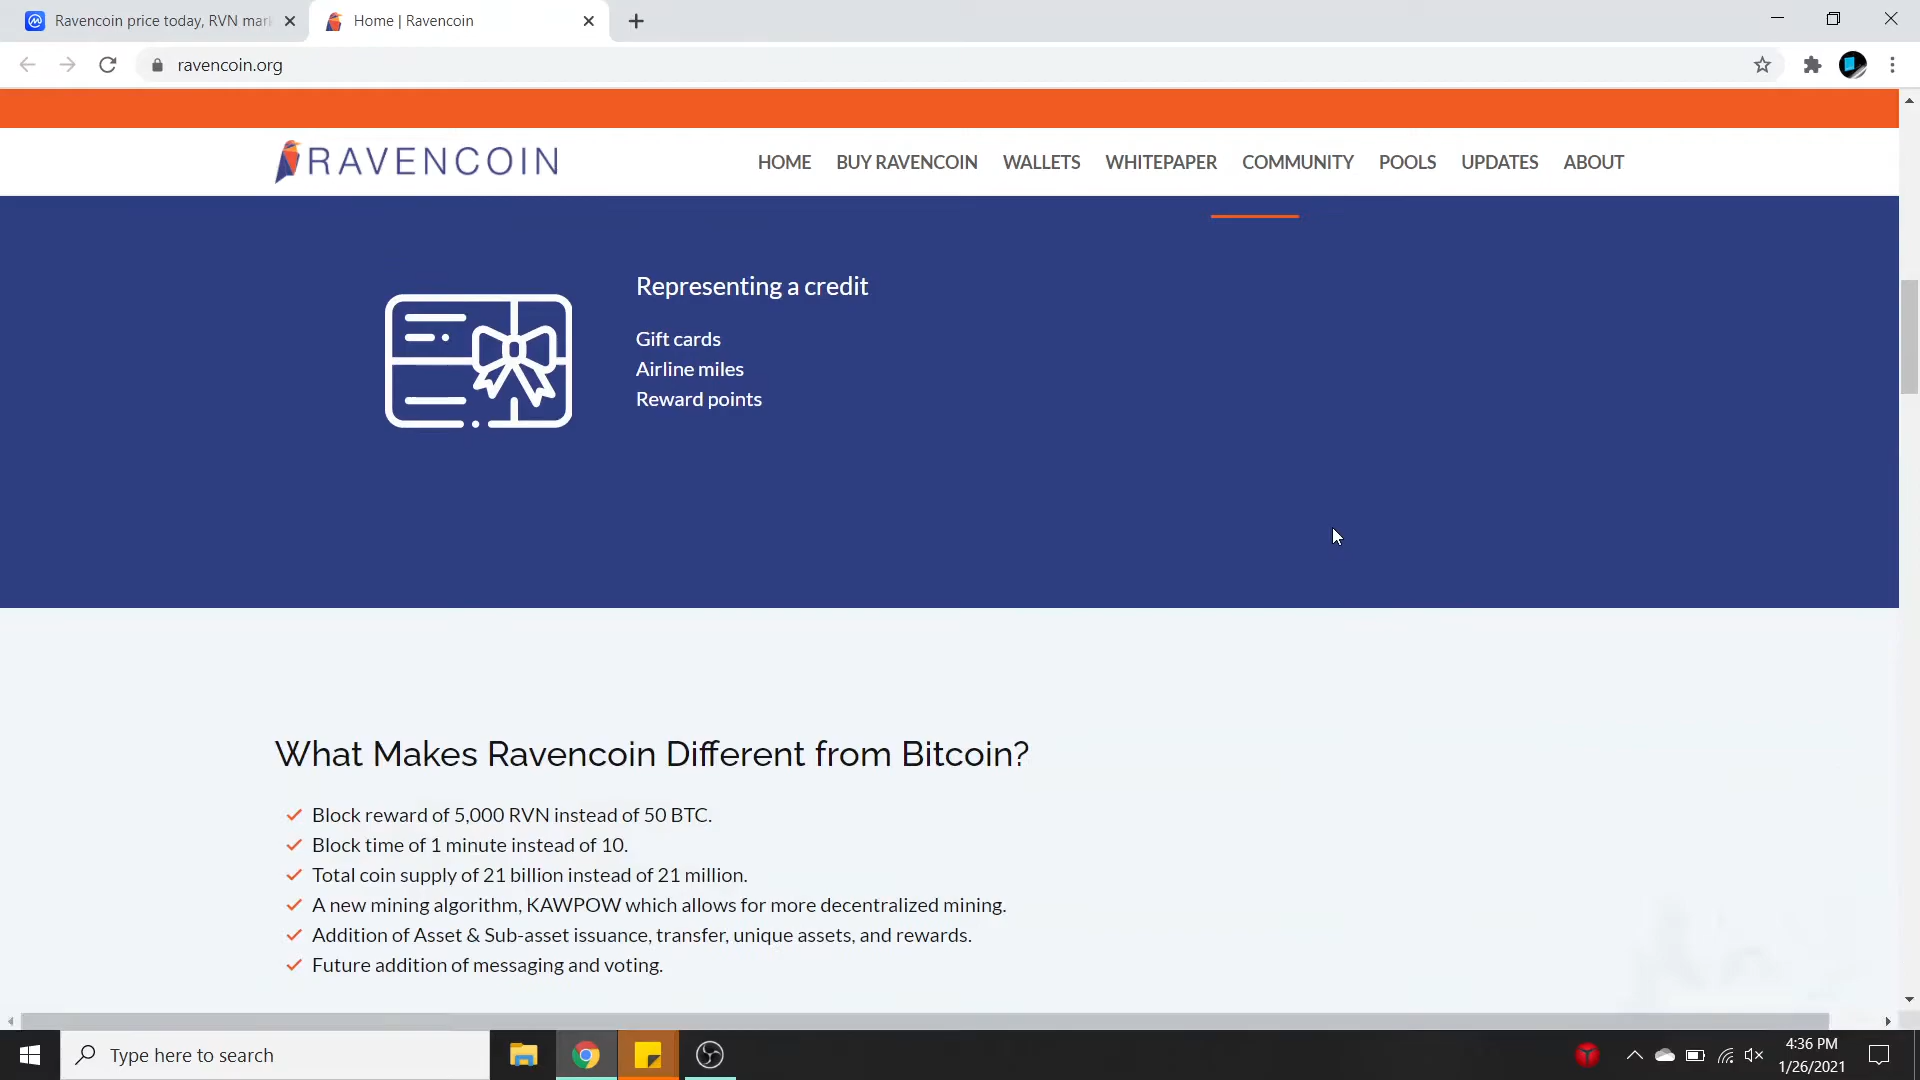 Ravencoin price today, RVN mar
Home | Ravencoin
ravencoin.org
RAVENCOIN
HOME BUY RAVENCOIN WALLETS WHITEPAPER COMMUNITY POOLS UPDATES ABOUT
Representing a credit
Gift cards
Airline miles
Reward points
What Makes Ravencoin Different from Bitcoin?
Block reward of 5,000 RVN instead of 50 BTC.
Block time of 1 minute instead of 10.
Total coin supply of 21 billion instead of 21 million.
A new mining algorithm, KAWPOW which allows for more decentralized mining.
Addition of Asset & Sub-asset issuance, transfer, unique assets, and rewards.
Future addition of messaging and voting.
Type here to search
4:36 PM
1/26/2021